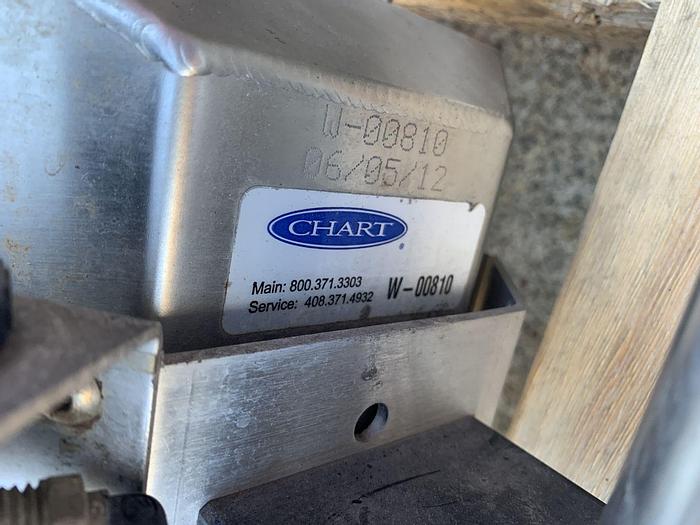 W-00810
06/05/12
CHART
Main: 800.371.3303
Service: 408.371.4932
W-00810